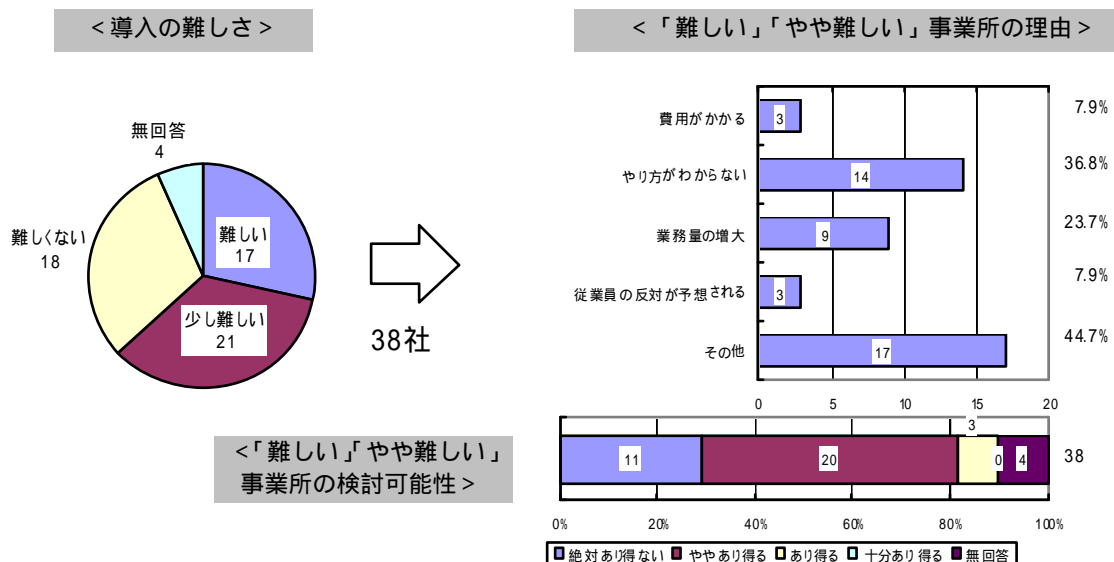 <導入の難しさ>
<「難しい」「やや難しい」事業所の理由>
無回答
4
難しくない
18
難しい
17
少し難しい
21
38社
費用がかかる
3
7.9%
やり方がわからない
14
36.8%
業務量の増大
9
23.7%
従業員の反対が予想される
3
7.9%
その他
17
44.7%
0 5 10 15 20
<「難しい」「やや難しい」
事業所の検討可能性>
11 20 3 0 4 38
0% 20% 40% 60% 80% 100%
絶対あり得ない ややあり得る あり得る 十分あり得る 無回答